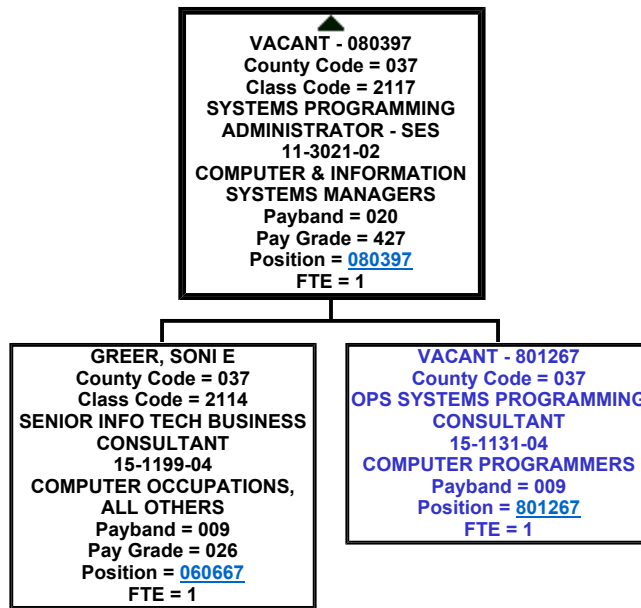 VACANT - 080397
County Code = 037
Class Code = 2117
SYSTEMS PROGRAMMING
ADMINISTRATOR - SES
11-3021-02
COMPUTER & INFORMATION
SYSTEMS MANAGERS
Payband = 020
Pay Grade = 427
Position = 080397
FTE = 1
GREER, SONI E
County Code = 037
Class Code = 2114
SENIOR INFO TECH BUSINESS
CONSULTANT
15-1199-04
COMPUTER OCCUPATIONS,
ALL OTHERS
Payband = 009
Pay Grade = 026
Position = 060667
FTE = 1
VACANT - 801267
County Code = 037
OPS SYSTEMS PROGRAMMING
CONSULTANT
15-1131-04
COMPUTER PROGRAMMERS
Payband = 009
Position = 801267
FTE = 1